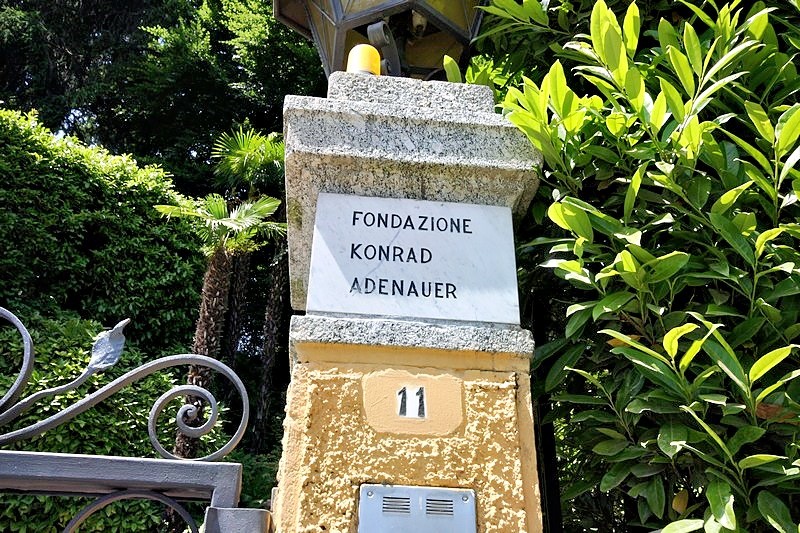 FONDAZIONE
KONRAD
ADENAUER
11